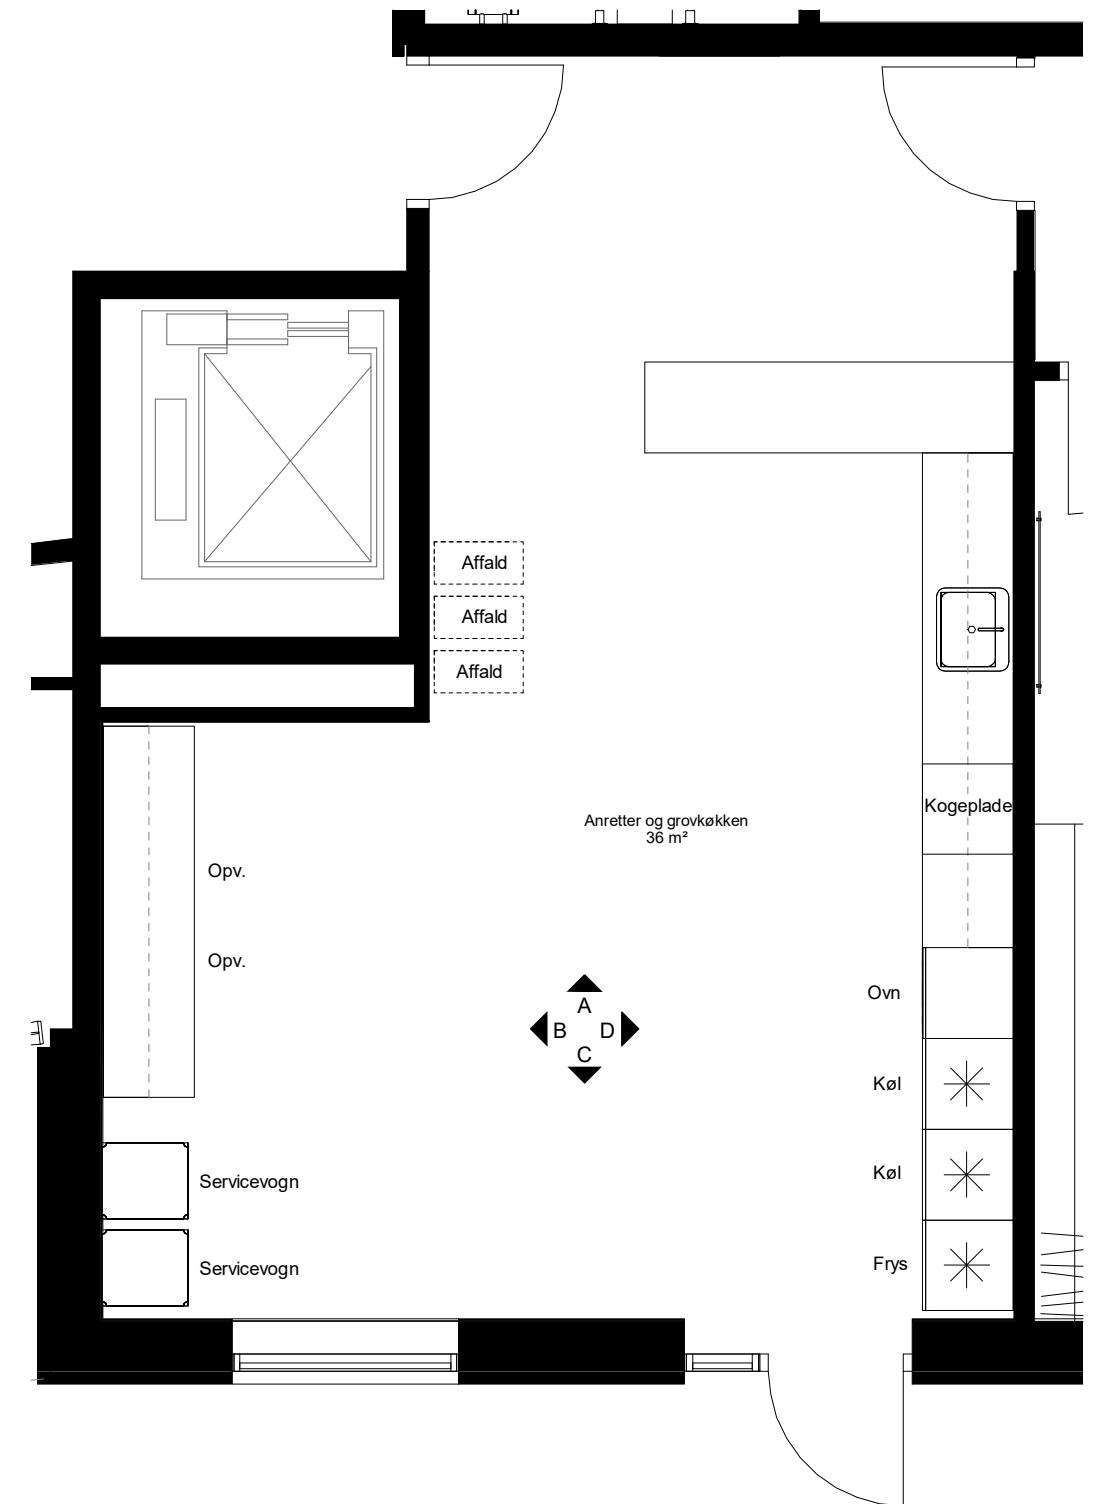 Affald
Affald
Affald
Kogeplade
Anretter og grovkøkken
36 m²
Opv.
Opv.
Ovn
A
B D
C
Køl
Køl
Servicevogn
Frys
Servicevogn